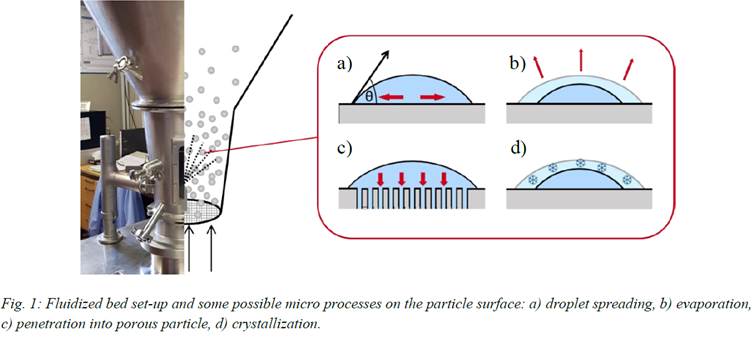 a)
θ
b)
c)
d)
Fig. 1: Fluidized bed set-up and some possible micro processes on the particle surface: a) droplet spreading, b) evaporation,
c) penetration into porous particle, d) crystallization.